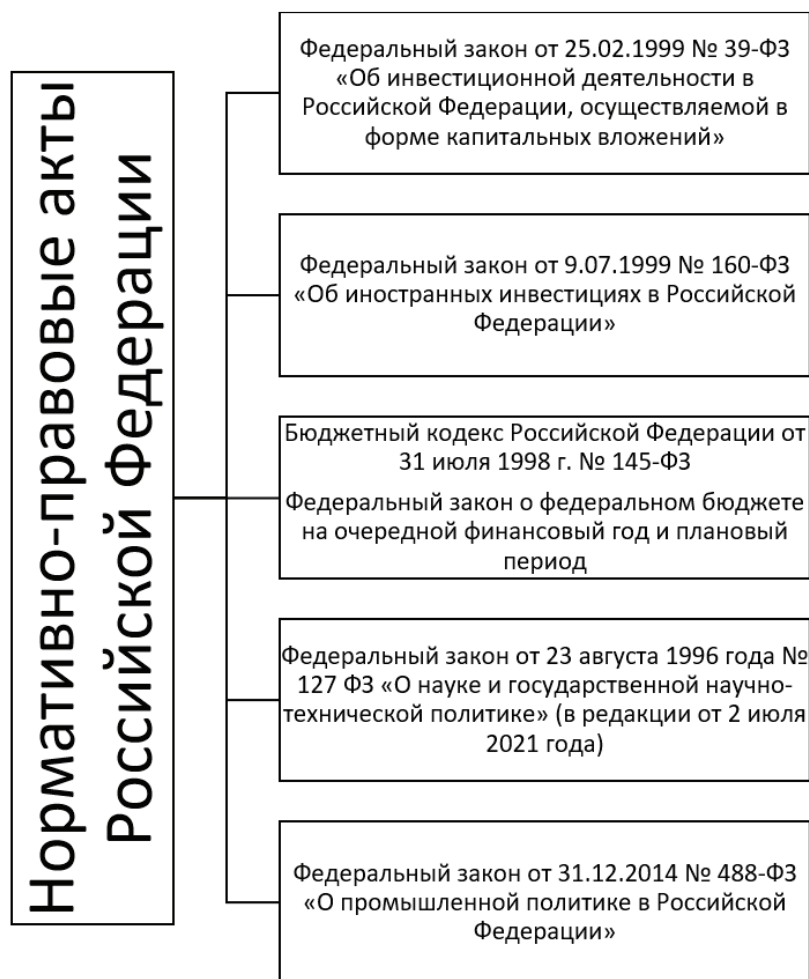 Нормативно-правовые акты
Российской Федерации
Федеральный закон от 25.02.1999 № 39-ФЗ
«Об инвестиционной деятельности в
Российской Федерации, осуществляемой в
форме капитальных вложений»
Федеральный закон от 9.07.1999 № 160-ФЗ
«Об иностранных инвестициях в Российской
Федерации»
Бюджетный кодекс Российской Федерации от
31 июля 1998 г. № 145-ФЗ
Федеральный закон о федеральном бюджете
на очередной финансовый год и плановый
период
Федеральный закон от 23 августа 1996 года №
127 ФЗ «О науке и государственной научно-
технической политике» (в редакции от 2 июля
2021 года)
Федеральный закон от 31.12.2014 № 488-ФЗ
«О промышленной политике в Российской
Федерации»